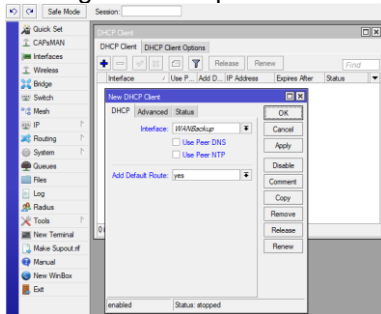 Safe Mode Session:
Quick Set
CAPsMAN
Interfaces
Wireless
Bridge
Switch
Mesh
IP
Routing
System
Queues
Files
Log
Radius
Tools
New Terminal
Make Supout.rif
Manual
New WinBox
Exit
DHCP Client
DHCP Client DHCP Client Options
Release Renew Find
Interface Use P... Add D... IP Address Expires After Status
New DHCP Client
DHCP Advanced Status
Interface: WANBackup
Use Peer DNS
Use Peer NTP
Add Default Route: yes
OK
Cancel
Apply
Disable
Comment
Copy
Remove
Release
Renew
enabled Status: stopped